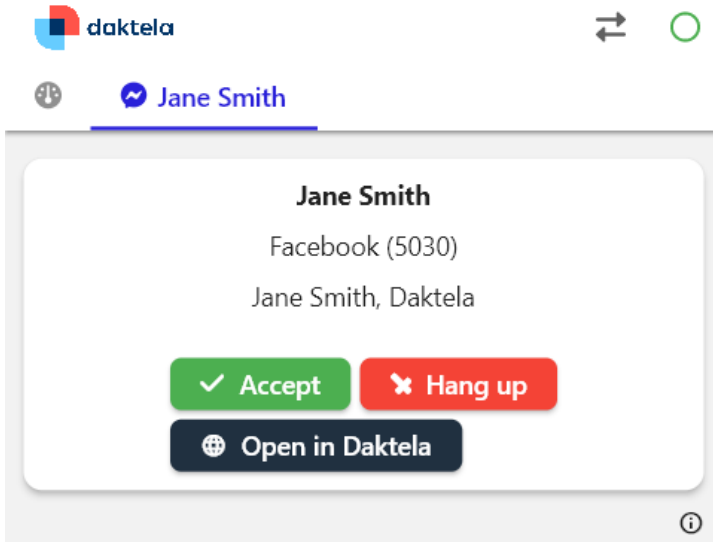 daktela
Jane Smith
Jane Smith
Facebook (5030)
Jane Smith, Daktela
Accept
Hang up
Open in Daktela